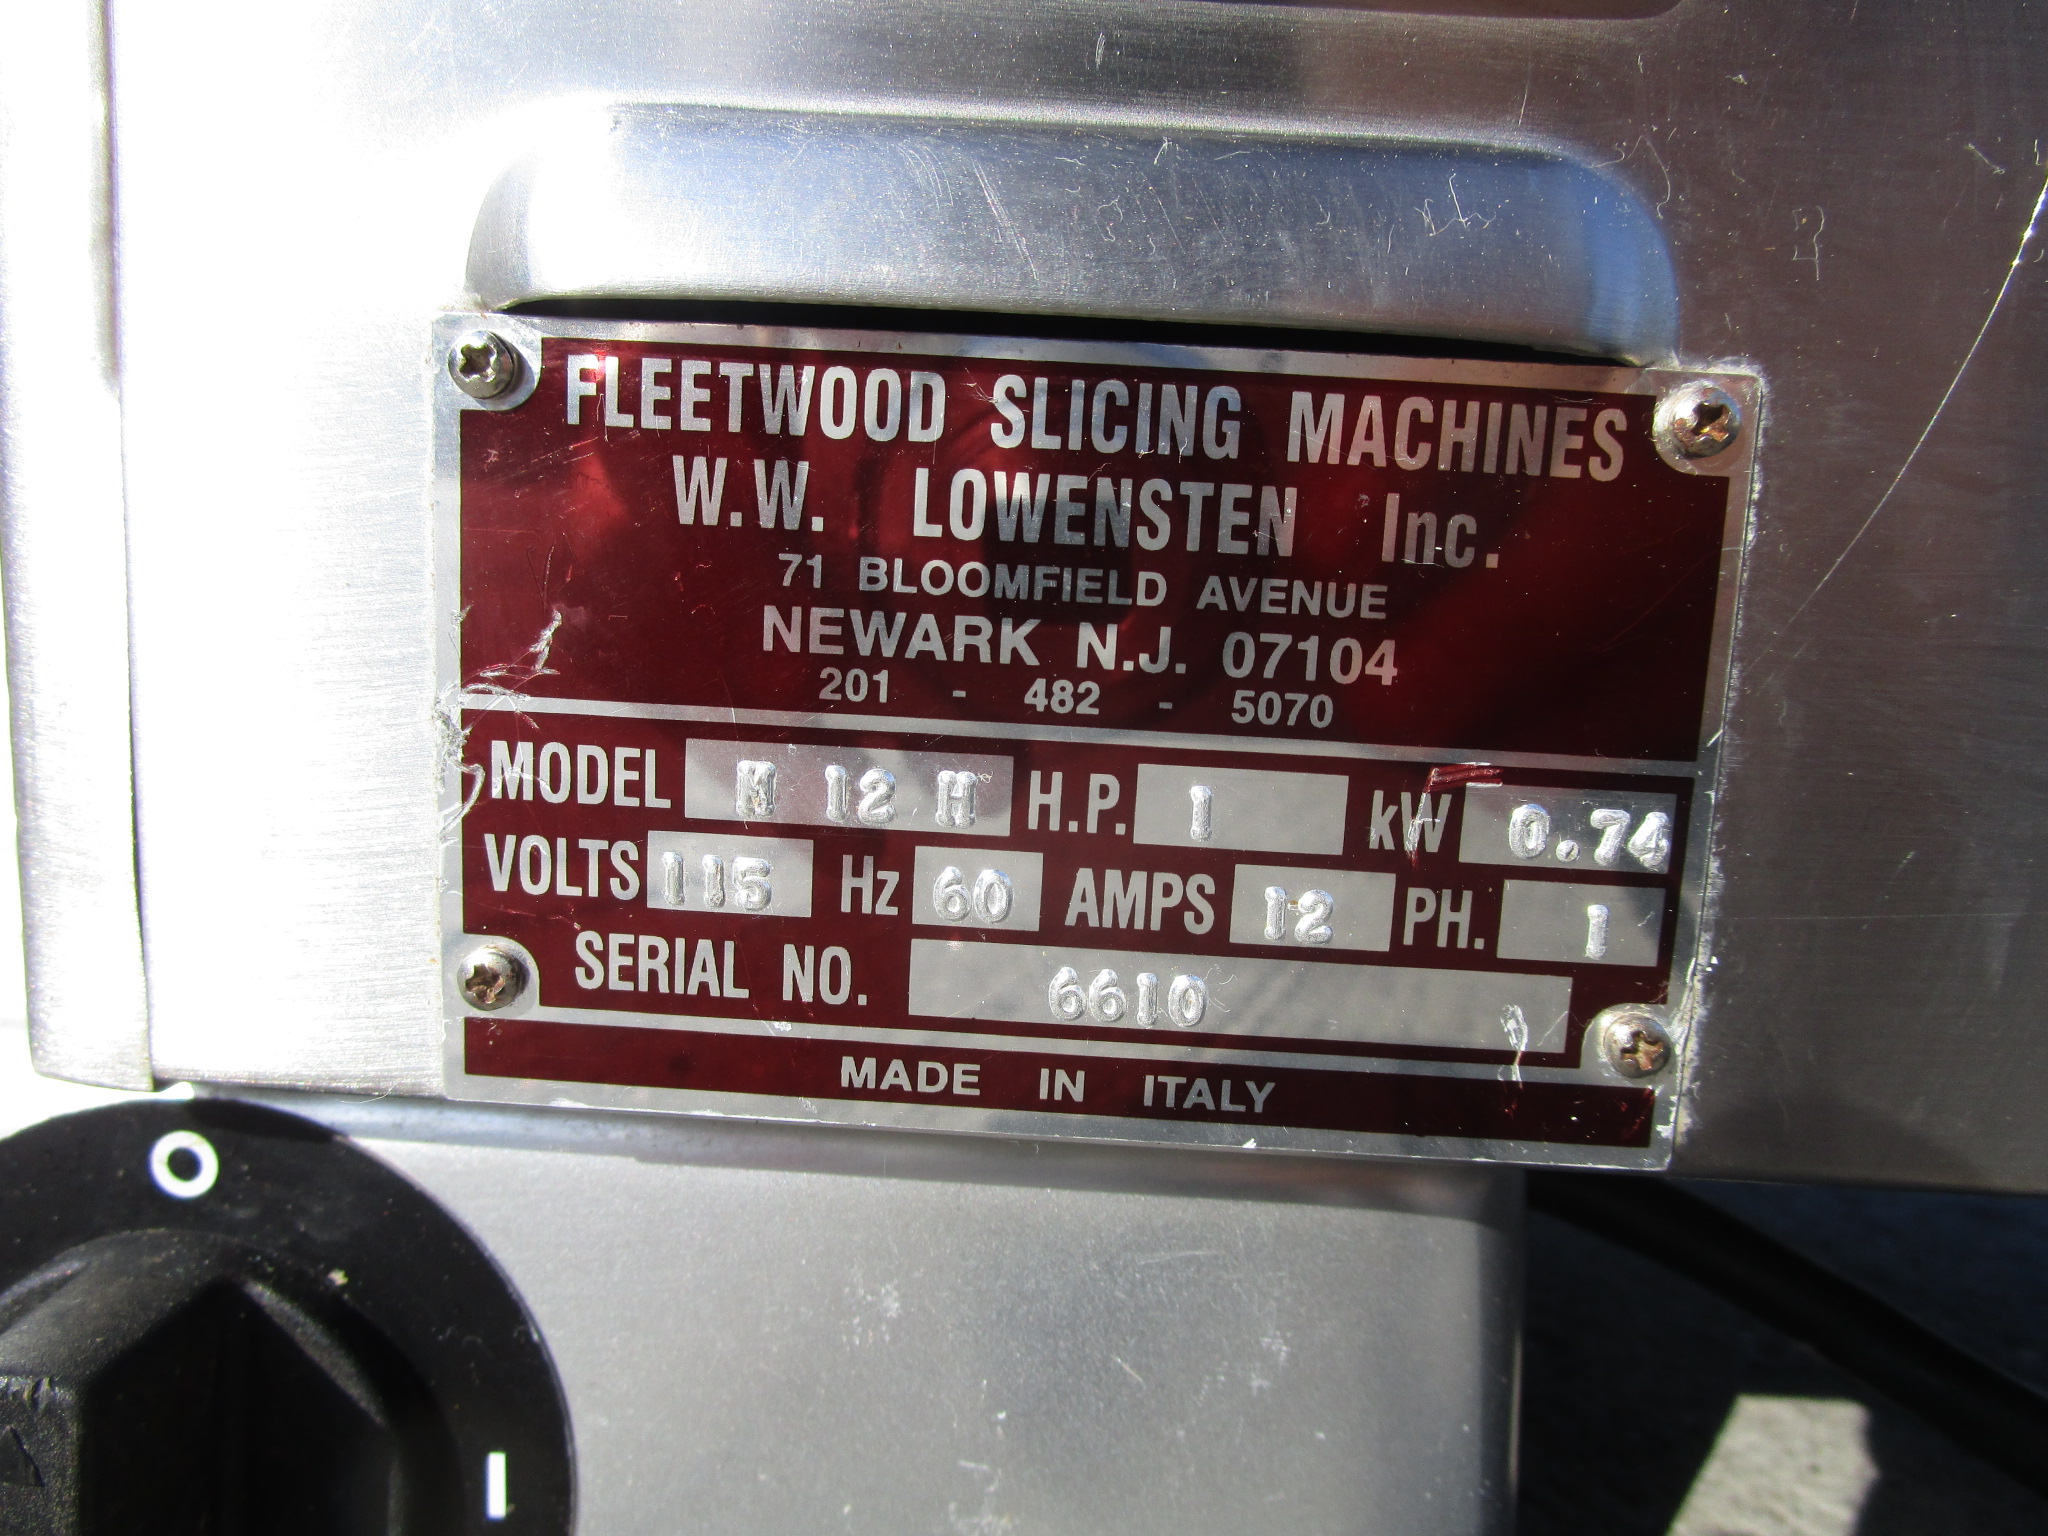 FLEETWOOD SLICING MACHINES
W.W. LOWENSTEN Inc.
71 BLOOMFIELD AVENUE
NEWARK N.J. 07104
201 - 482 - 5070
MODEL M 12 H H.P. 1 kW 0.74
VOLTS 115 Hz 60 AMPS 12 PH. 1
SERIAL NO. 6610
MADE IN ITALY
O
I